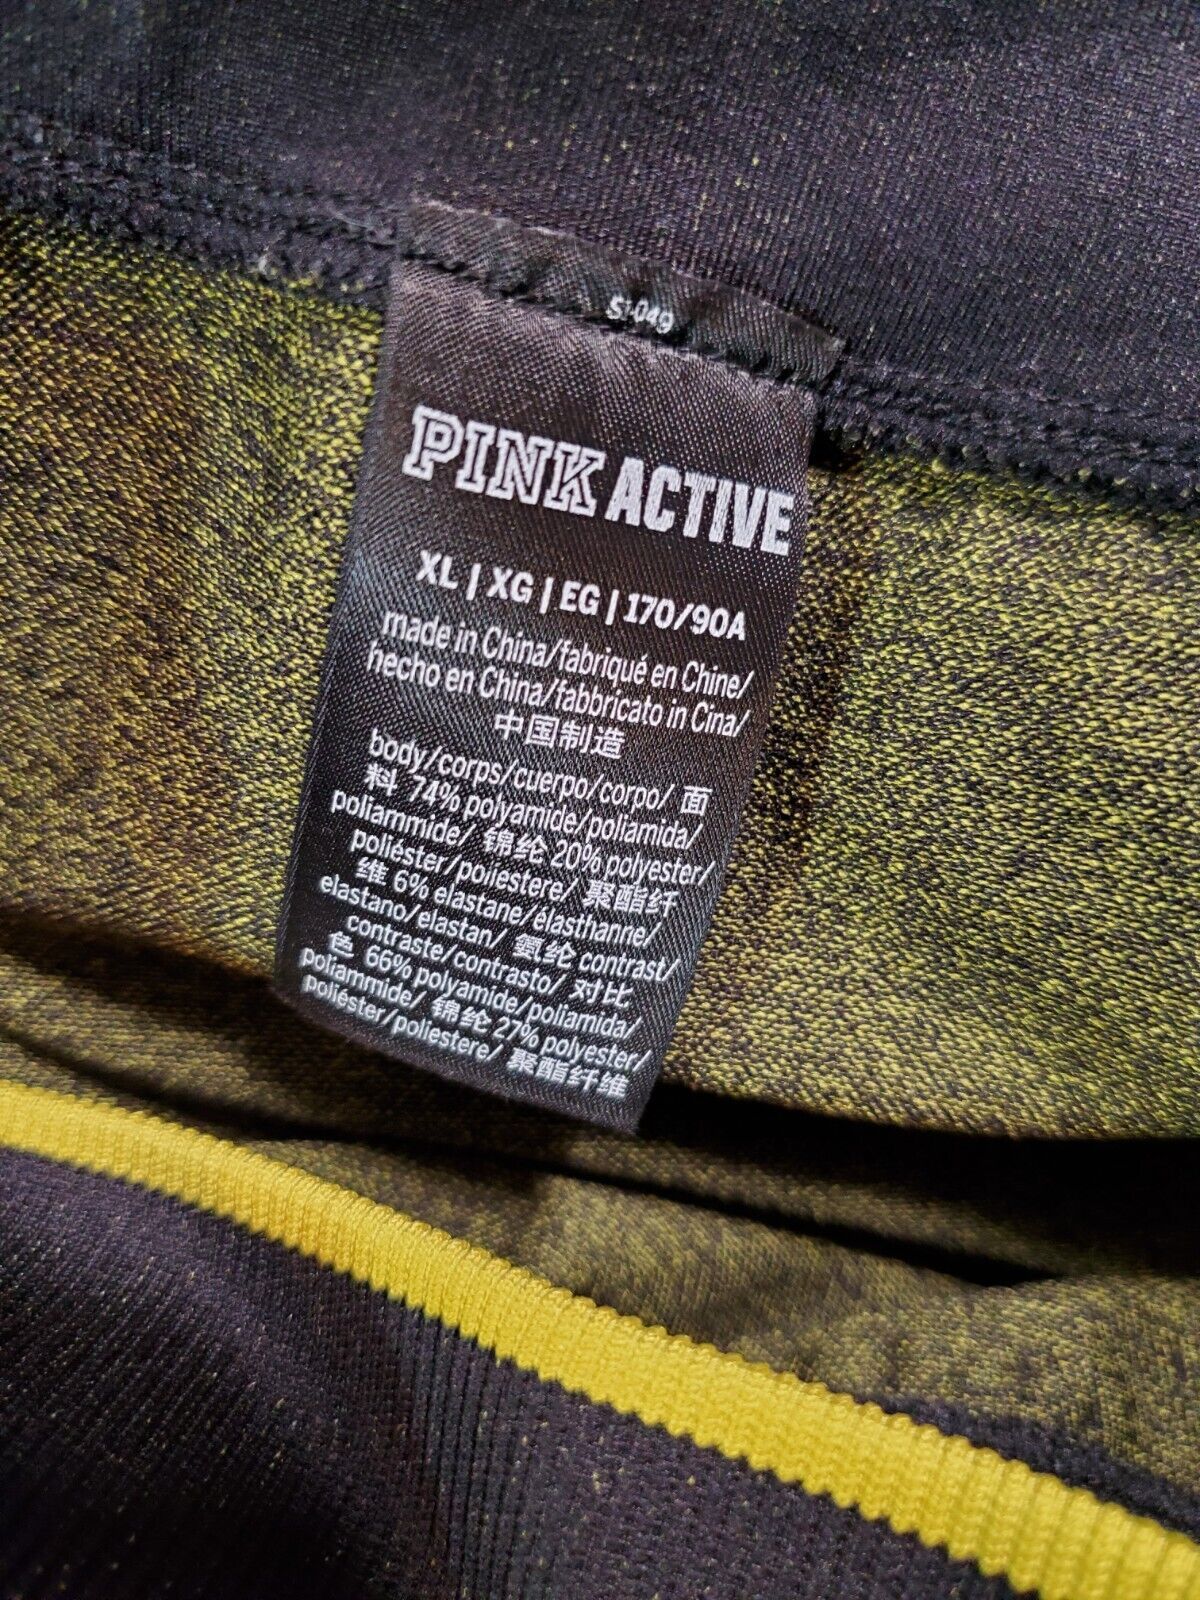 S-049
PINK ACTIVE
XL | XG | EG | 170/90A
made in China/fabriqué en Chine/
hecho en China/fabbricato in Cina/
中国制造
body/corps/cuerpo/corpo/ 面
料 74% polyamide/poliamida/
poliammide/ 锦纶 20% polyester/
poliéster/poliestere/ 聚酯纤
维 6% elastane/élasthanne/
elastano/elastan/ 氨纶 contrast/
contraste/contrasto/ 对比
色 66% polyamide/poliamida/
poliammide/ 锦纶 27% polyester/
poliéster/poliestere/ 聚酯纤维